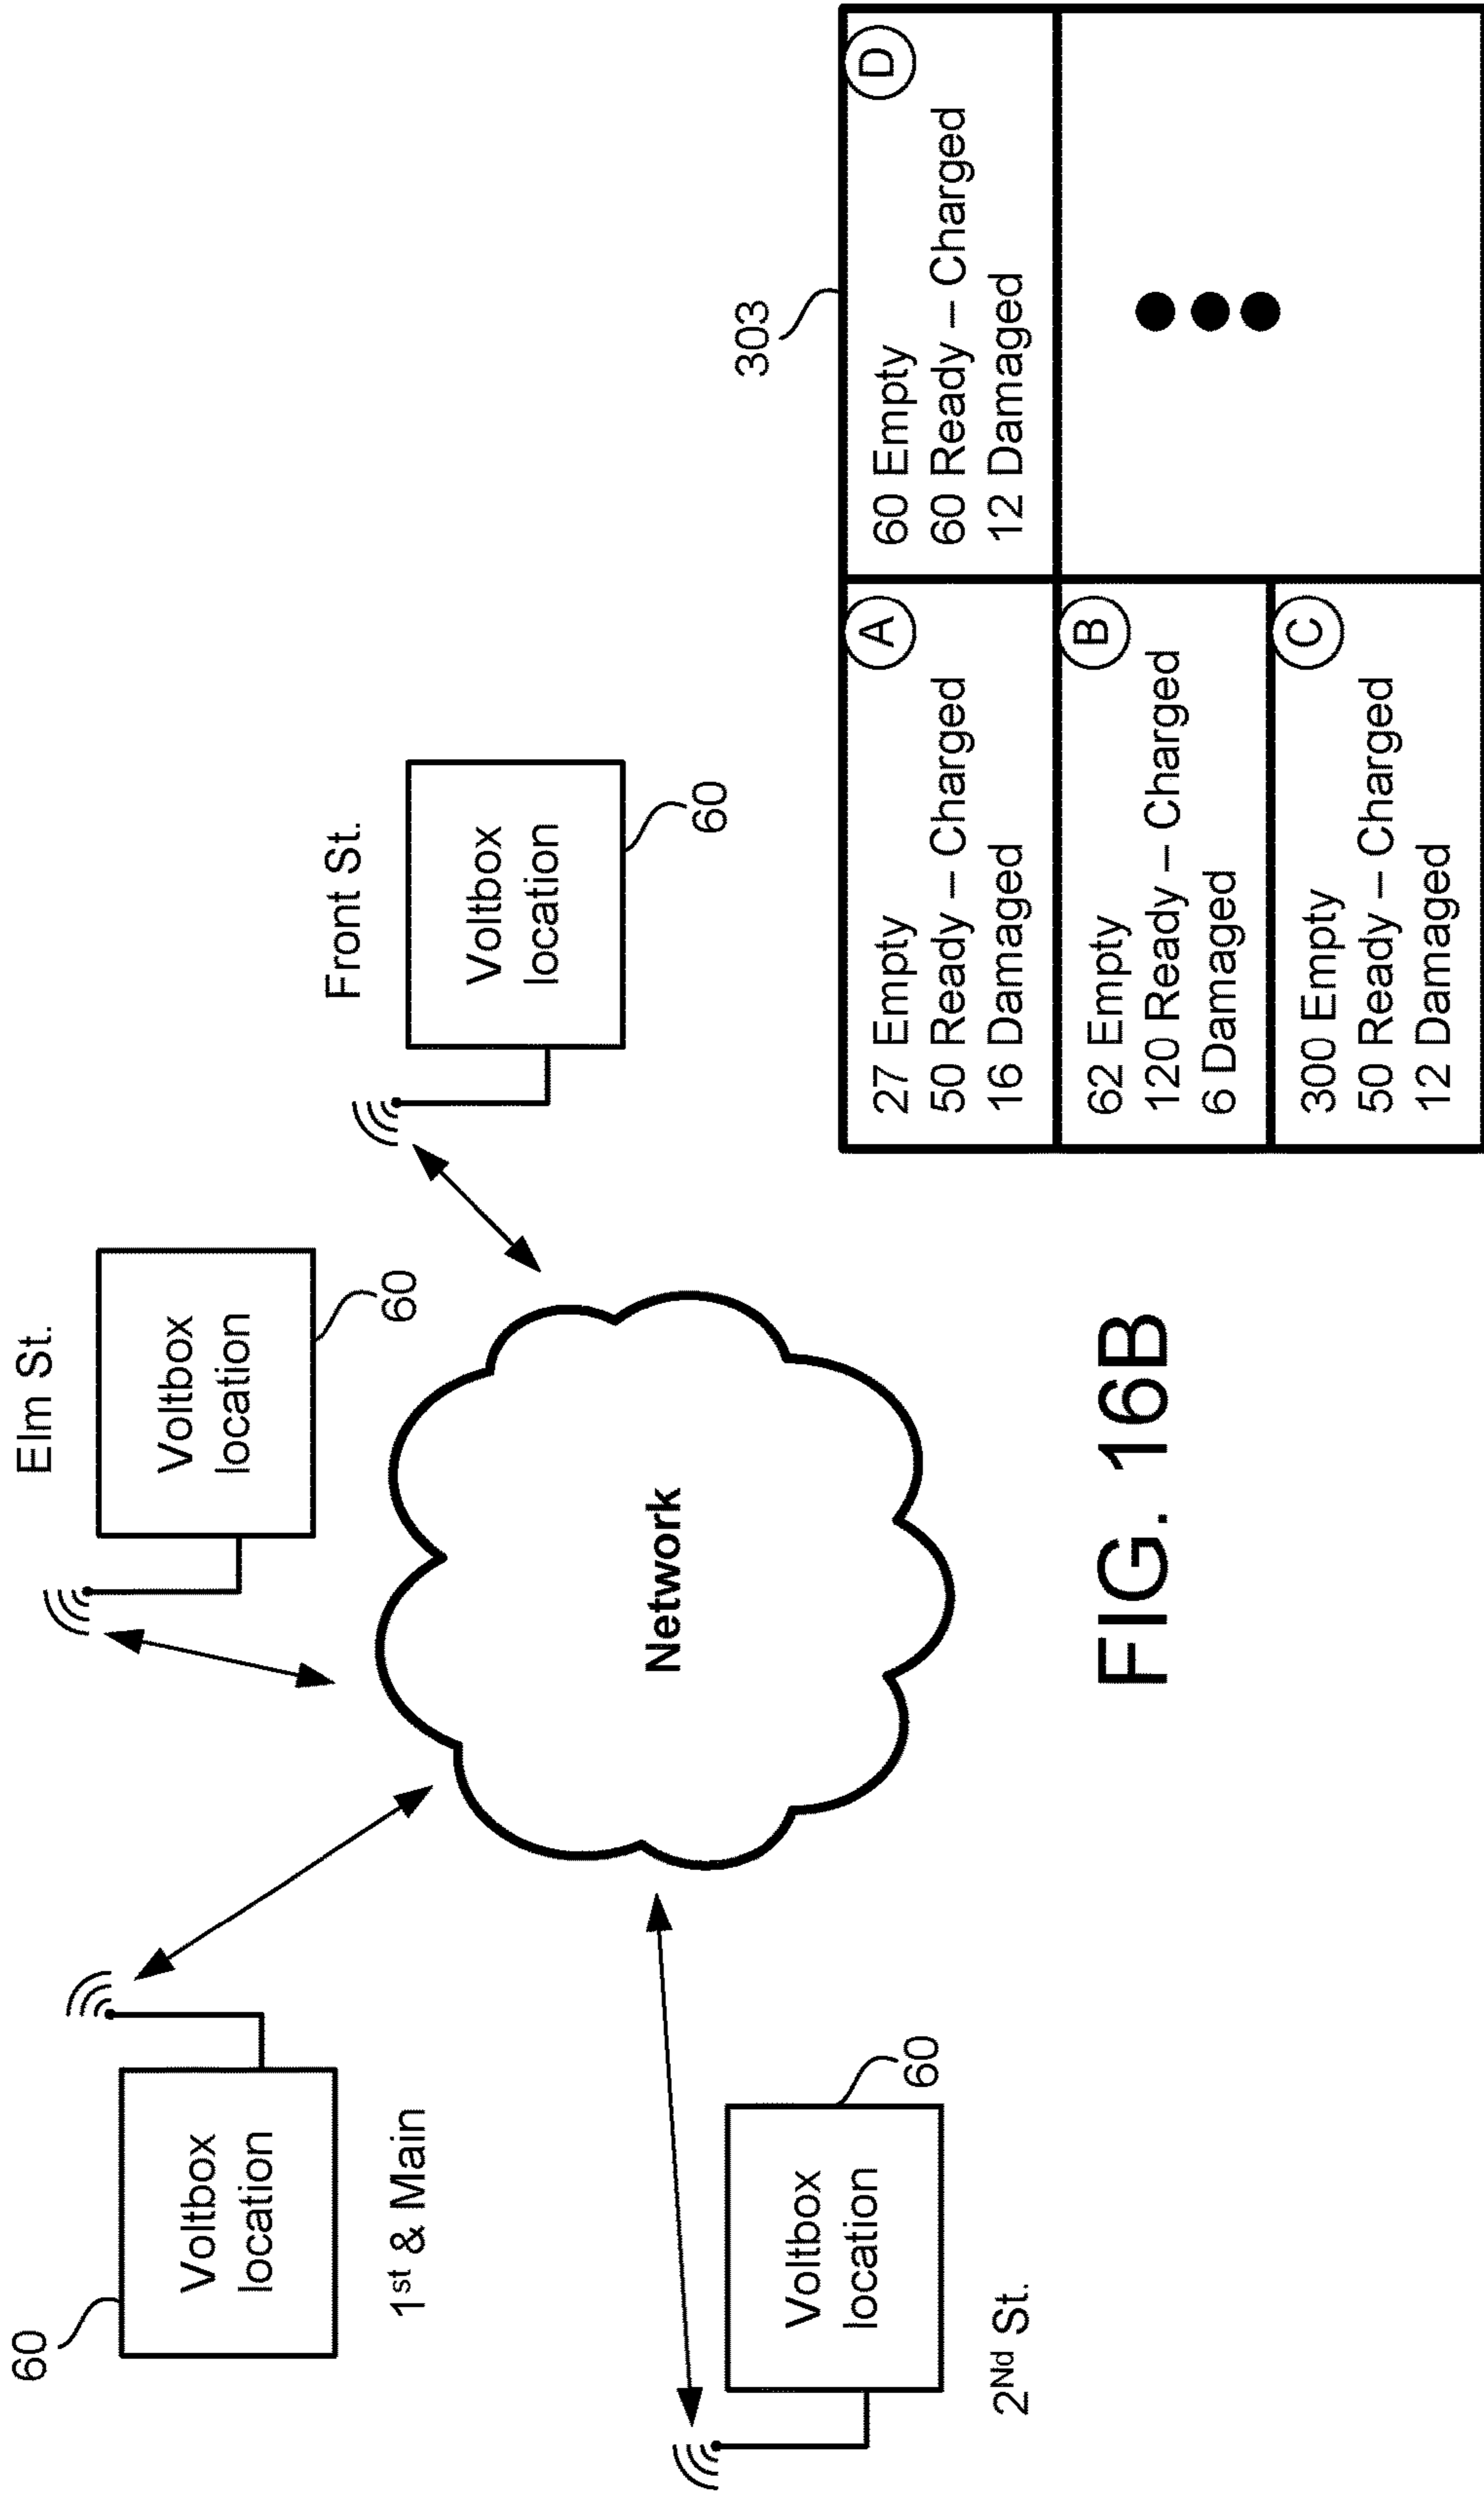 Elm St.
60
Voltbox
location
60
1st & Main
Voltbox
location
60
Front St.
Voltbox
location
60
Network
Voltbox
location
60
2Nd St.
303
A
27 Empty
50 Ready – Charged
16 Damaged
D
60 Empty
60 Ready – Charged
12 Damaged
B
62 Empty
120 Ready – Charged
6 Damaged
C
300 Empty
50 Ready – Charged
12 Damaged
FIG. 16B